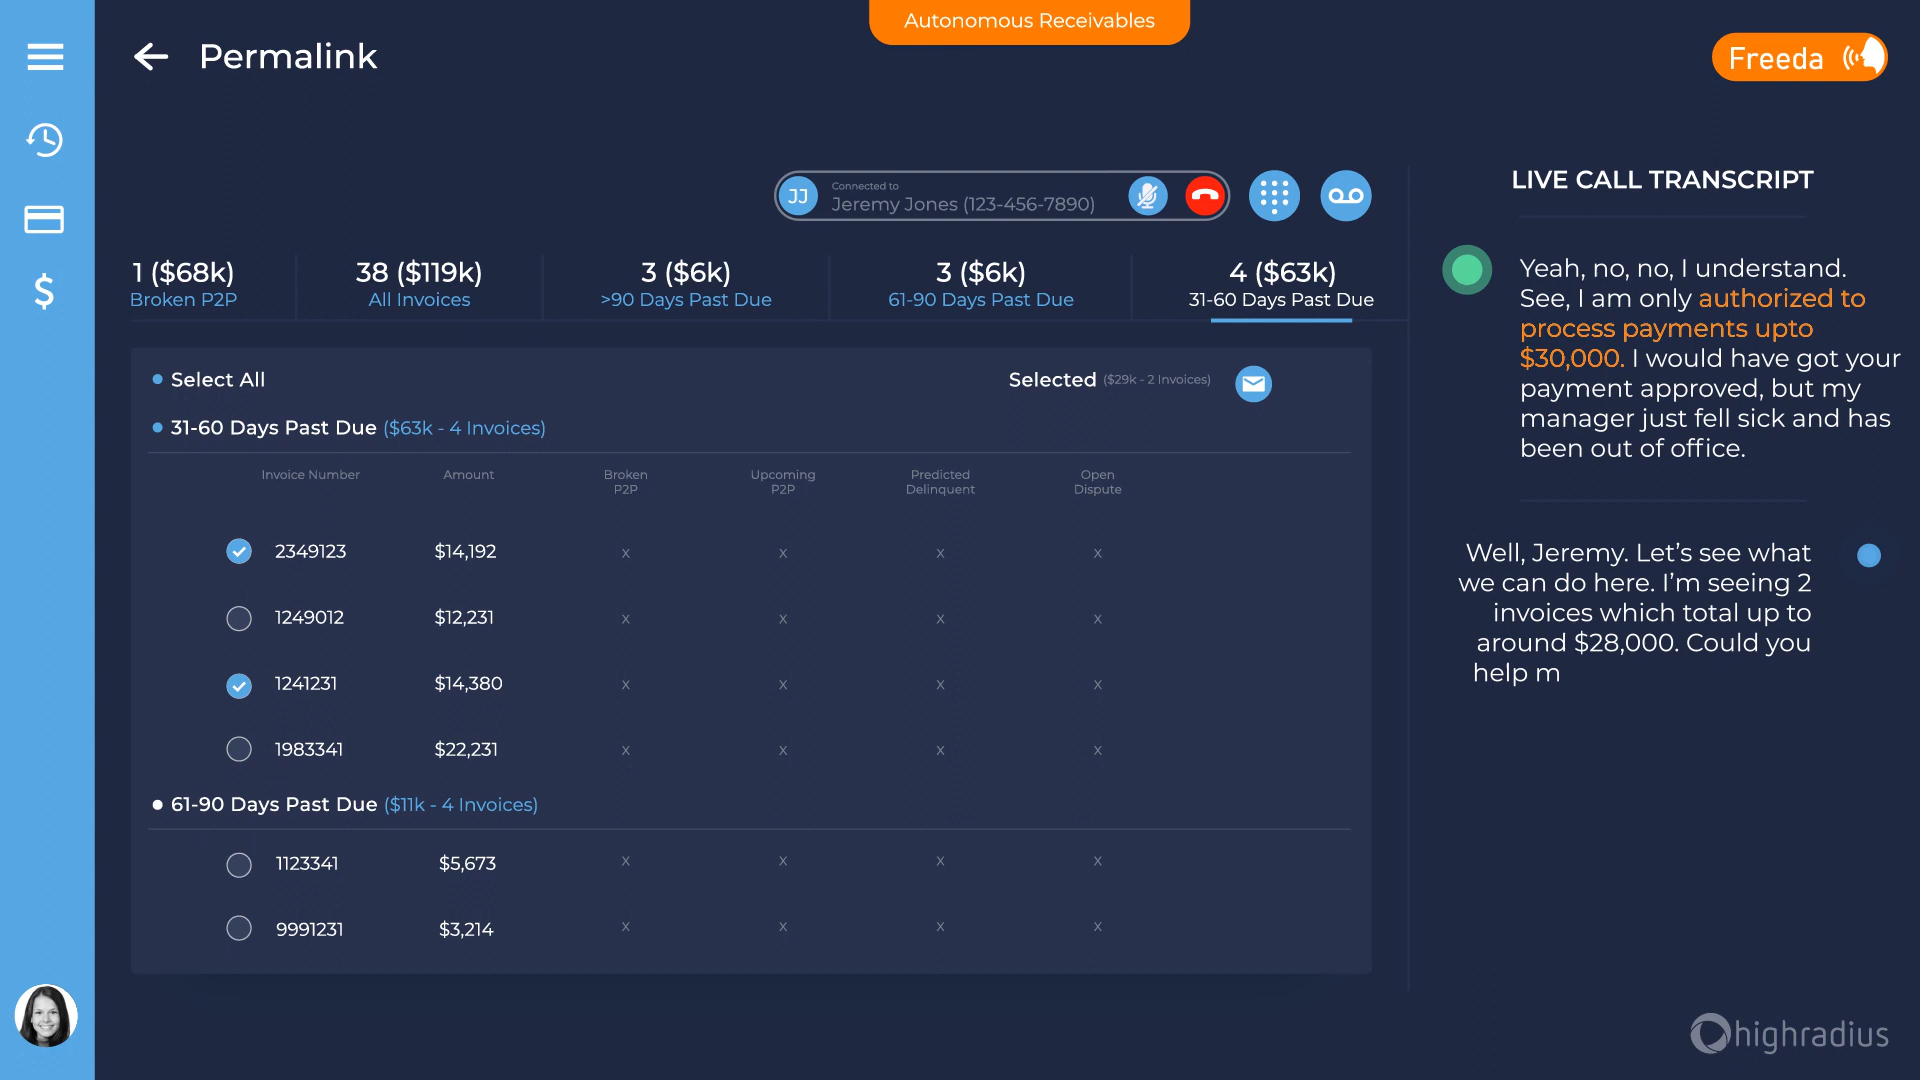 Autonomous Receivables
Permalink
Freeda
JJ
Connected to
Jeremy Jones (123-456-7890)
1 ($68k)
Broken P2P
38 ($119k)
All Invoices
3 ($6k)
>90 Days Past Due
3 ($6k)
61-90 Days Past Due
4 ($63k)
31-60 Days Past Due
Select All
Selected ($29k - 2 Invoices)
31-60 Days Past Due ($63k - 4 Invoices)
Invoice Number Amount Broken P2P Upcoming P2P Predicted Delinquent Open Dispute
2349123 $14,192 x x x x
1249012 $12,231 x x x x
1241231 $14,380 x x x x
1983341 $22,231 x x x x
61-90 Days Past Due ($11k - 4 Invoices)
1123341 $5,673 x x x x
9991231 $3,214 x x x x
LIVE CALL TRANSCRIPT
Yeah, no, no, I understand.
See, I am only authorized to
process payments upto
$30,000. I would have got your
payment approved, but my
manager just fell sick and has
been out of office.
Well, Jeremy. Let's see what
we can do here. I'm seeing 2
invoices which total up to
around $28,000. Could you
help m
highradius